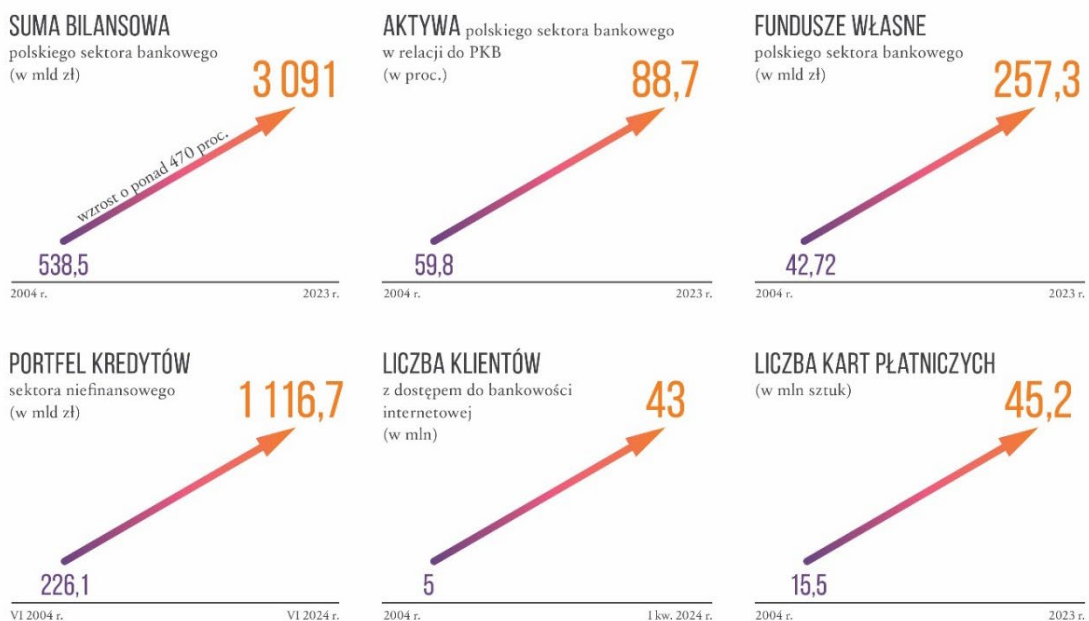 SUMA BILANSOWA
polskiego sektora bankowego
(w mld zł)
3 091
wzrost o ponad 470 proc.
538,5
2004 r.
2023 r.
AKTYWA polskiego sektora bankowego
w relacji do PKB
(w proc.)
88,7
59,8
2004 r.
2023 r.
FUNDUSZE WŁASNE
polskiego sektora bankowego
(w mld zł)
257,3
42,72
2004 r.
2023 r.
PORTFEL KREDYTÓW
sektora niefinansowego
(w mld zł)
1 116,7
226,1
VI 2004 r.
VI 2024 r.
LICZBA KLIENTÓW
z dostępem do bankowości
internetowej
(w mln)
43
5
2004 r.
I kw. 2024 r.
LICZBA KART PŁATNICZYCH
(w mln sztuk)
45,2
15,5
2004 r.
2023 r.